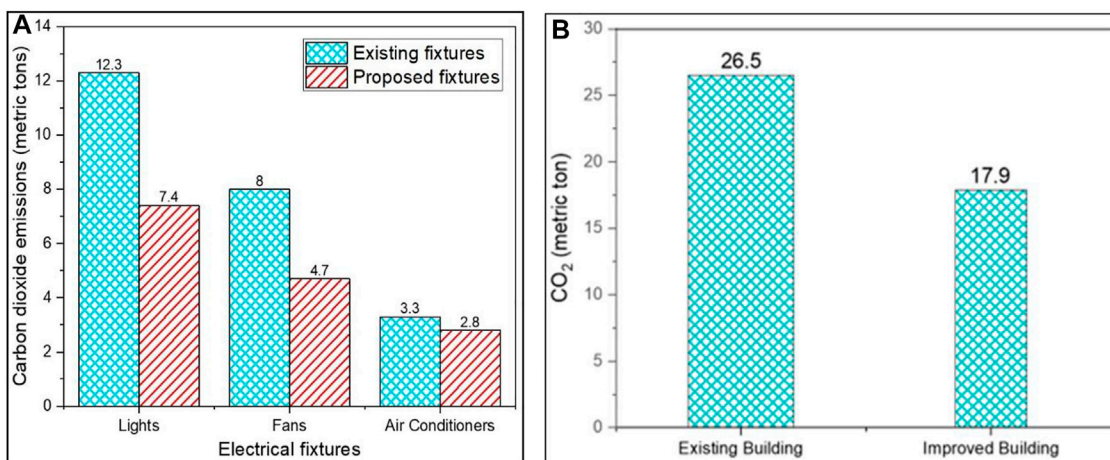 A
Carbon dioxide emissions (metric tons)
14
12
10
8
6
4
2
0
Existing fixtures
Proposed fixtures
12.3
7.4
8
4.7
3.3
2.8
Lights
Fans
Air Conditioners
Electrical fixtures
B
CO₂ (metric ton)
30
25
20
15
10
5
0
26.5
17.9
Existing Building
Improved Building